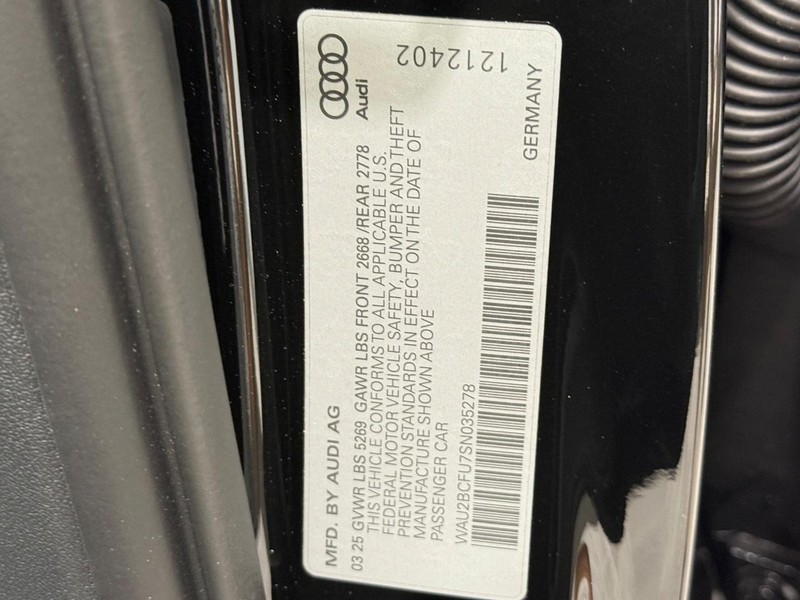 MFD. BY AUDI AG
03 25 GVWR LBS 5269 GAWR LBS FRONT 2668 /REAR 2778
THIS VEHICLE CONFORMS TO ALL APPLICABLE U.S.
FEDERAL MOTOR VEHICLE SAFETY, BUMPER AND THEFT
PREVENTION STANDARDS IN EFFECT ON THE DATE OF
MANUFACTURE SHOWN ABOVE
PASSENGER CAR
WAU2BCFU7SN035278
Audi
1212402
GERMANY